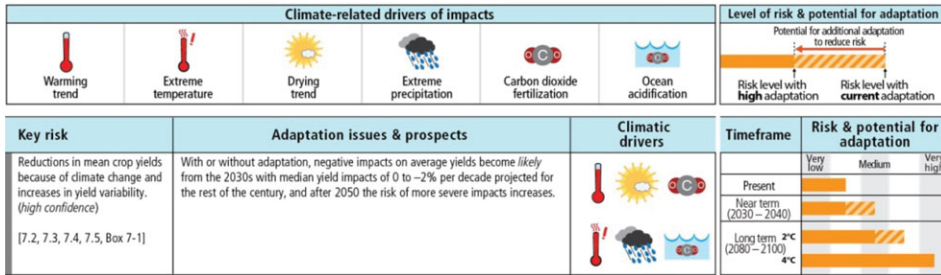 Climate-related drivers of impacts
Warming
trend
Extreme
temperature
Drying
trend
Extreme
precipitation
C
Carbon dioxide
fertilization
C
Ocean
acidification
Level of risk & potential for adaptation
Potential for additional adaptation
to reduce risk
Risk level with
high adaptation
Risk level with
current adaptation
Key risk
Adaptation issues & prospects
Climatic
drivers
Timeframe
Risk & potential for
adaptation
Reductions in mean crop yields
because of climate change and
increases in yield variability.
(high confidence)
[7.2, 7.3, 7.4, 7.5, Box 7-1]
With or without adaptation, negative impacts on average yields become likely
from the 2030s with median yield impacts of 0 to −2% per decade projected for
the rest of the century, and after 2050 the risk of more severe impacts increases.
C
C
Very
low
Medium
Very
high
Present
Near term
(2030 – 2040)
Long term 2°C
(2080 – 2100)
4°C